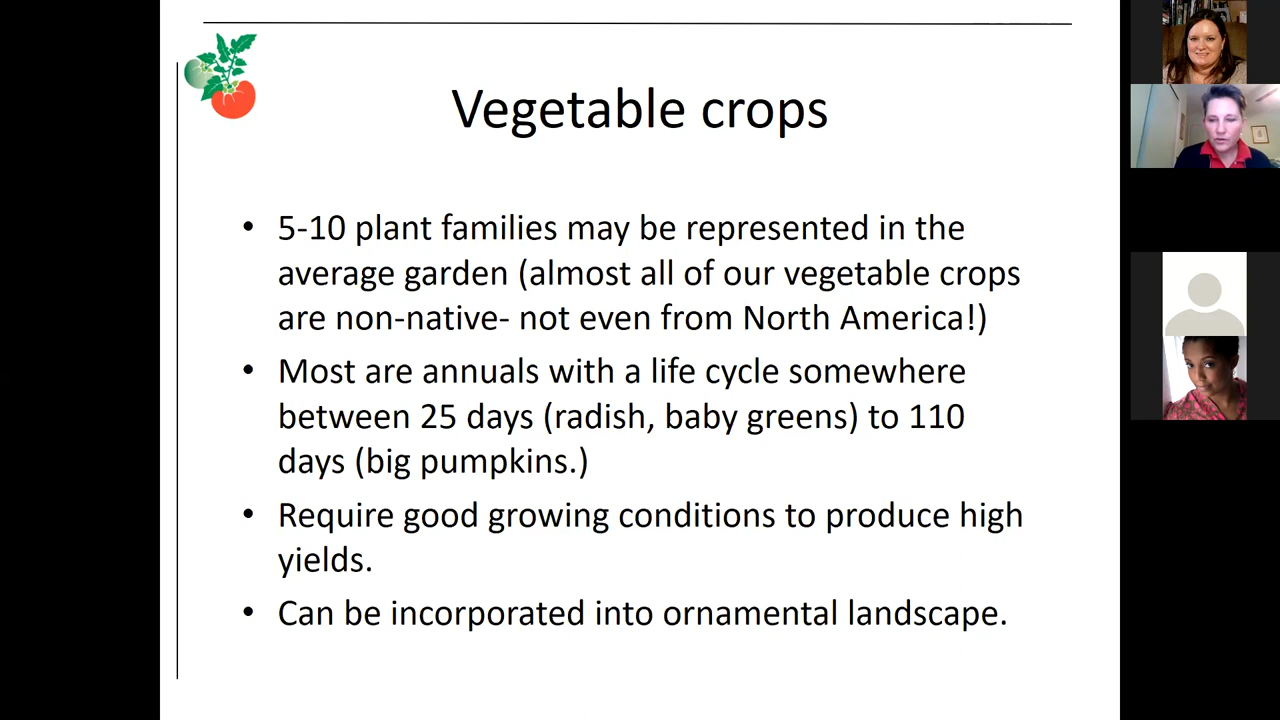 Vegetable crops
• 5-10 plant families may be represented in the
average garden (almost all of our vegetable crops
are non-native- not even from North America!)
• Most are annuals with a life cycle somewhere
between 25 days (radish, baby greens) to 110
days (big pumpkins.)
• Require good growing conditions to produce high
yields.
• Can be incorporated into ornamental landscape.